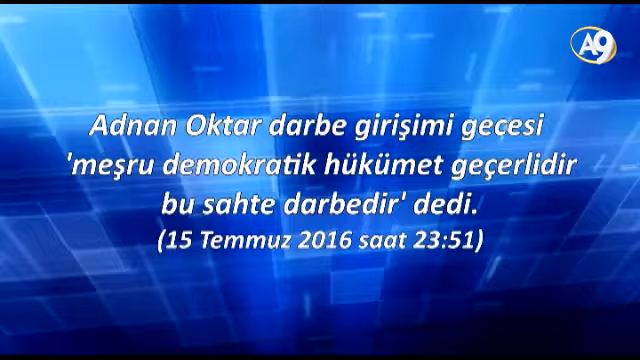 A9
Adnan Oktar darbe girişimi gecesi
'meşru demokratik hükümet geçerlidir
bu sahte darbedir' dedi.
(15 Temmuz 2016 saat 23:51)